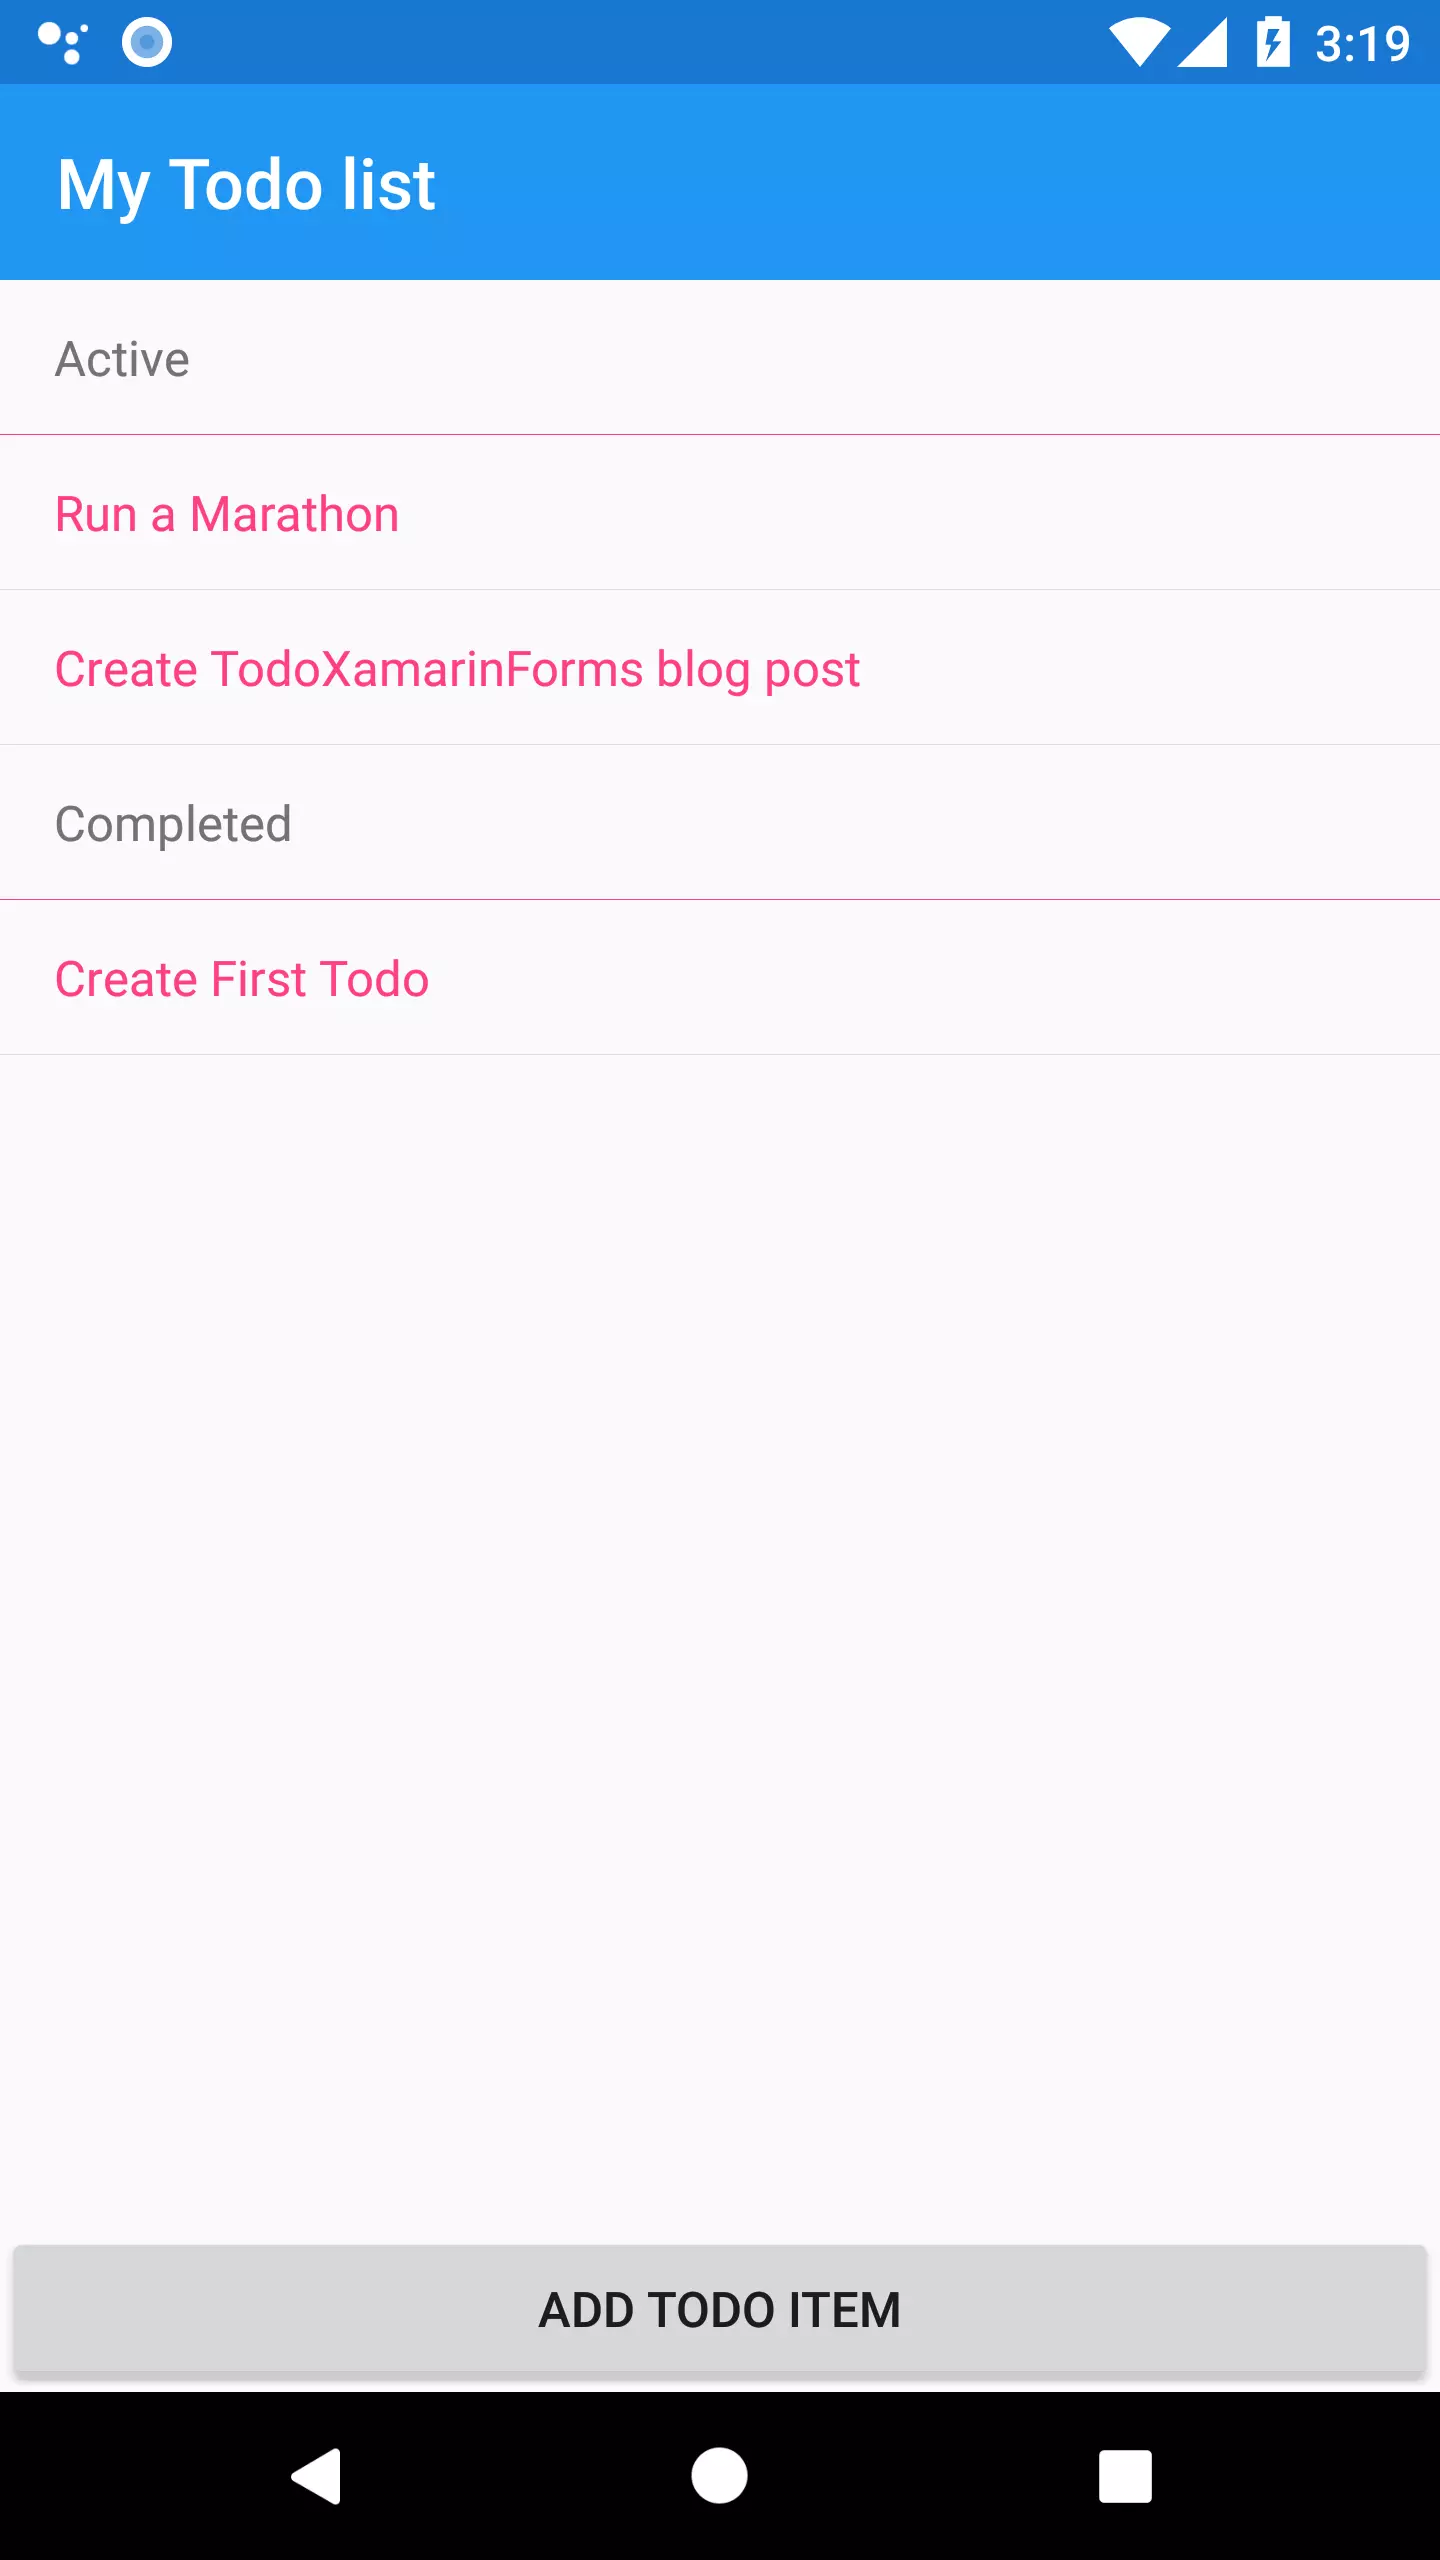 3:19
My Todo list
Active
Run a Marathon
Create TodoXamarinForms blog post
Completed
Create First Todo
ADD TODO ITEM